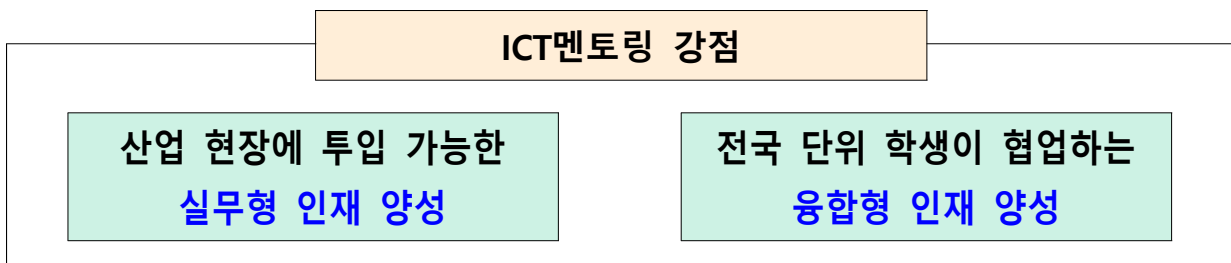 ICT멘토링 강점
산업 현장에 투입 가능한
실무형 인재 양성
전국 단위 학생이 협업하는
융합형 인재 양성